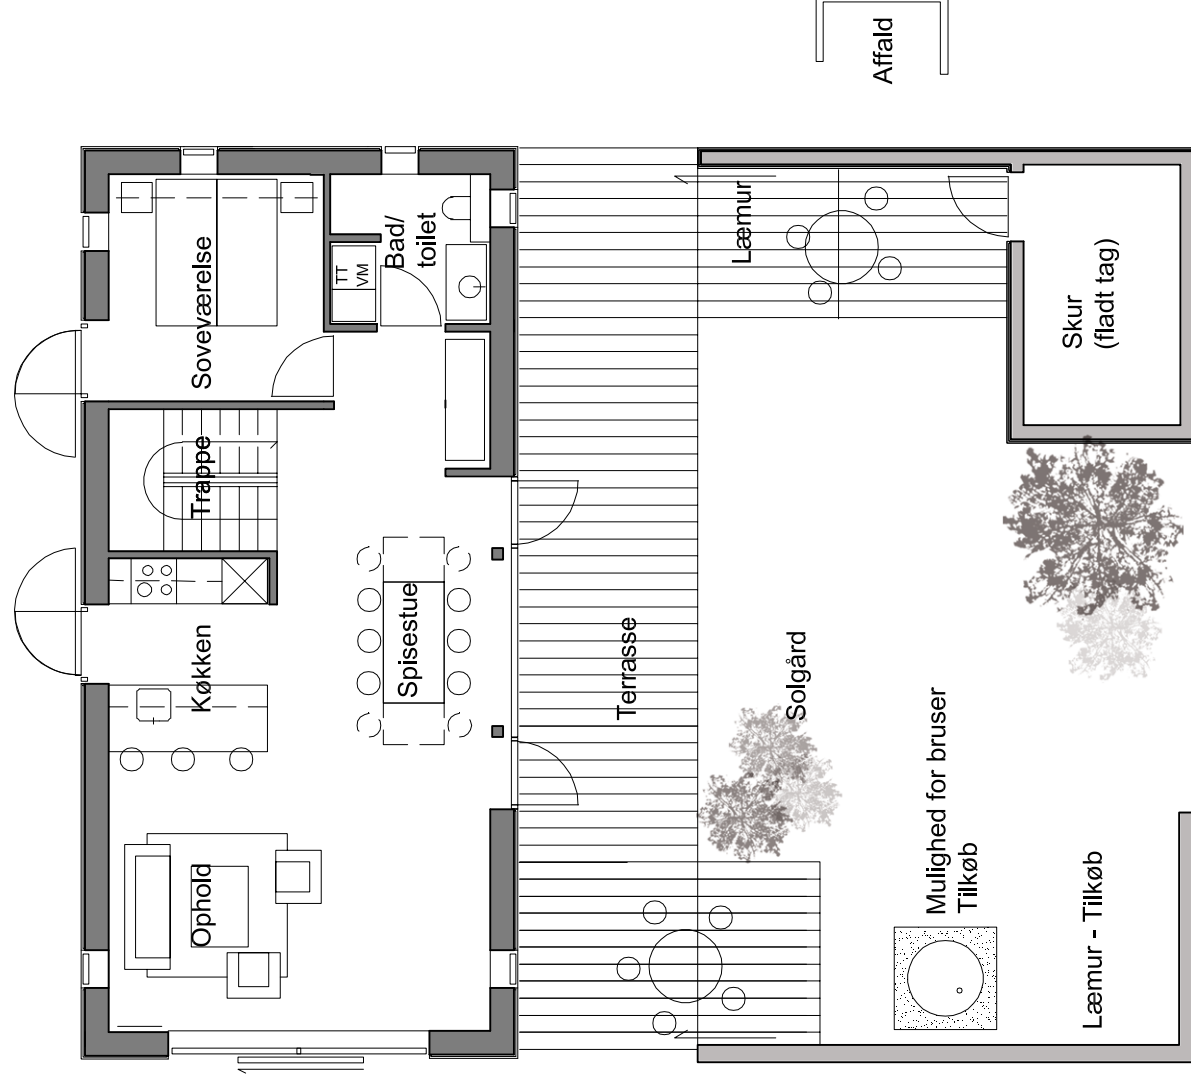 Affald
Soveværelse
Bad/
toilet
TT
VM
Læmur
Skur
(fladt tag)
Trappe
Køkken
Spisestue
Terrasse
Solgård
Ophold
Mulighed for bruser
Tilkøb
Læmur - Tilkøb